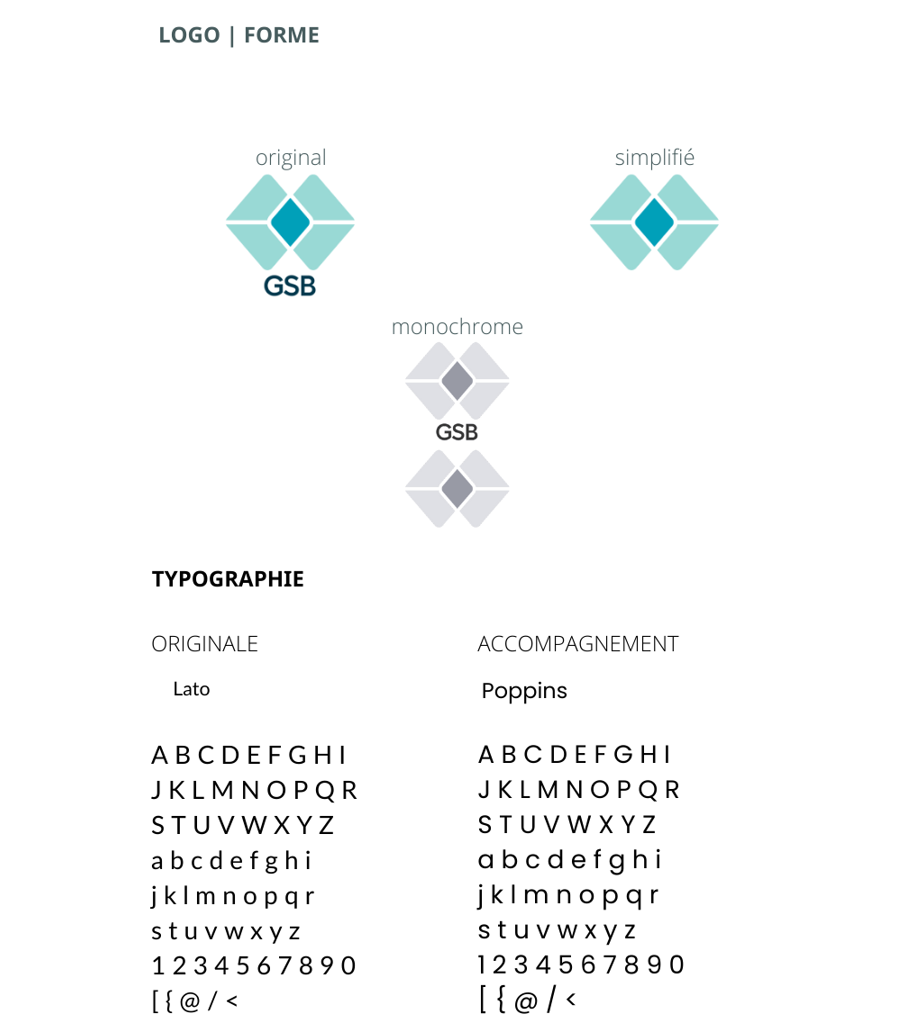 LOGO | FORME
original
simplifié
GSB
monochrome
GSB
TYPOGRAPHIE
ORIGINALE
Lato
A B C D E F G H I
J K L M N O P Q R
S T U V W X Y Z
a b c d e f g h i
j k l m n o p q r
s t u v w x y z
1 2 3 4 5 6 7 8 9 0
[ { @ / <
ACCOMPAGNEMENT
Poppins
A B C D E F G H I
J K L M N O P Q R
S T U V W X Y Z
a b c d e f g h i
j k l m n o p q r
s t u v w x y z
1 2 3 4 5 6 7 8 9 0
[ { @ / <